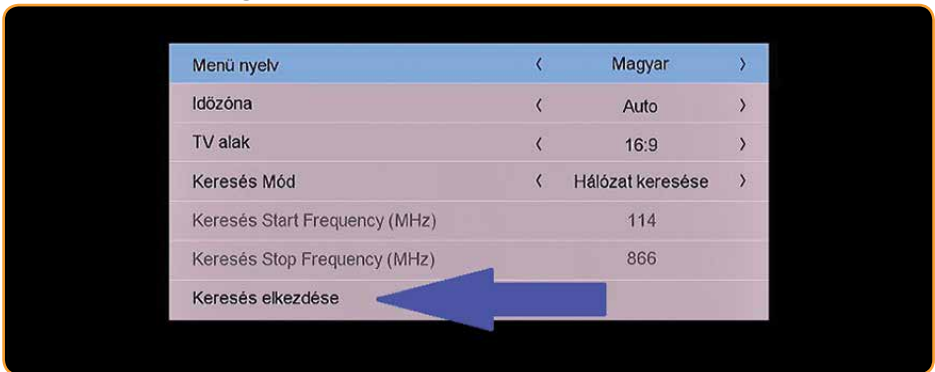 Menü nyelv < Magyar >
Időzóna < Auto >
TV alak < 16:9 >
Keresés Mód < Hálózat keresése >
Keresés Start Frequency (MHz) 114
Keresés Stop Frequency (MHz) 866
Keresés elkezdése